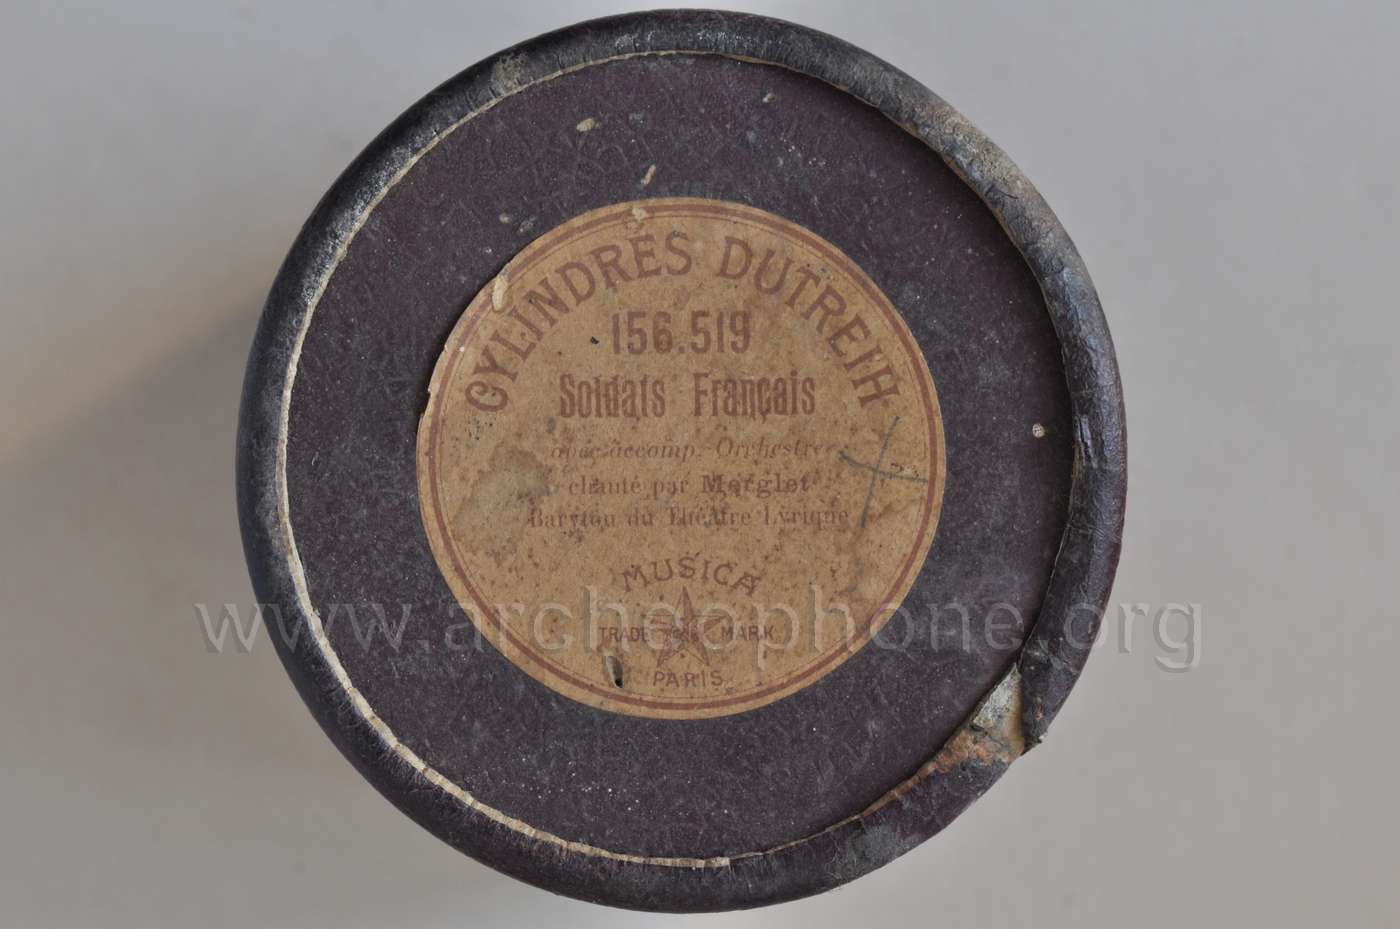 CYLINDRES DUTREIH
156.519
Soldats Français
avec accomp. Orchestre
chanté par Merglet
Baryton du Théâtre Lyrique
MUSICA
TRADE MARK
PARIS
www.archeophone.org